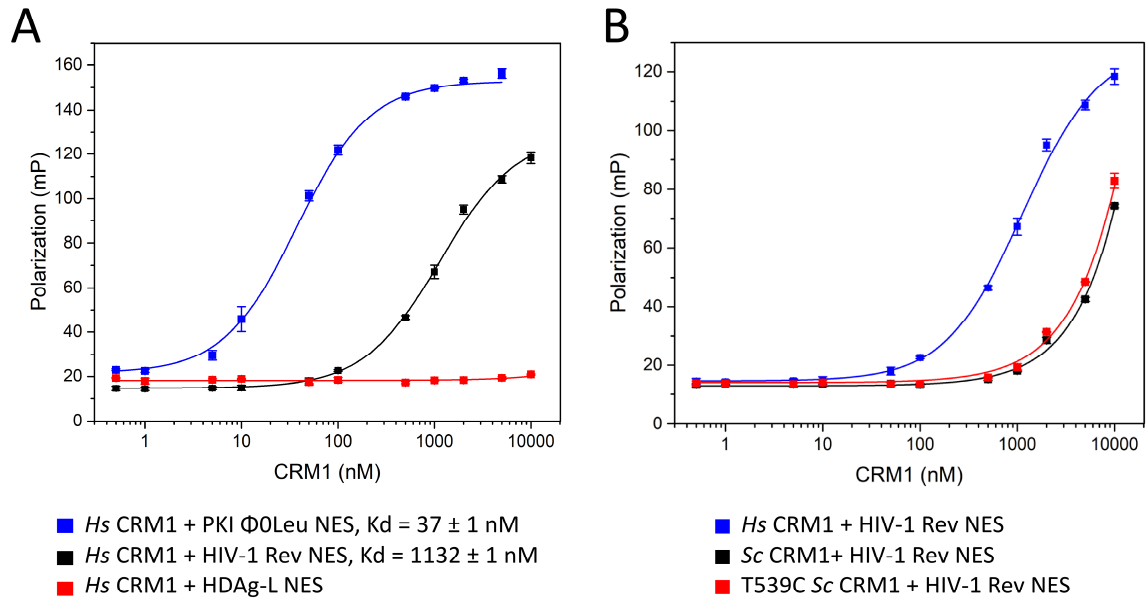 A
B
Polarization (mP)
160
140
120
100
80
60
40
20
0
1
10
100
1000
10000
CRM1 (nM)
Polarization (mP)
120
100
80
60
40
20
0
1
10
100
1000
10000
CRM1 (nM)
Hs CRM1 + PKI Φ0Leu NES, Kd = 37 ± 1 nM
Hs CRM1 + HIV-1 Rev NES, Kd = 1132 ± 1 nM
Hs CRM1 + HDAg-L NES
Hs CRM1 + HIV-1 Rev NES
Sc CRM1+ HIV-1 Rev NES
T539C Sc CRM1 + HIV-1 Rev NES